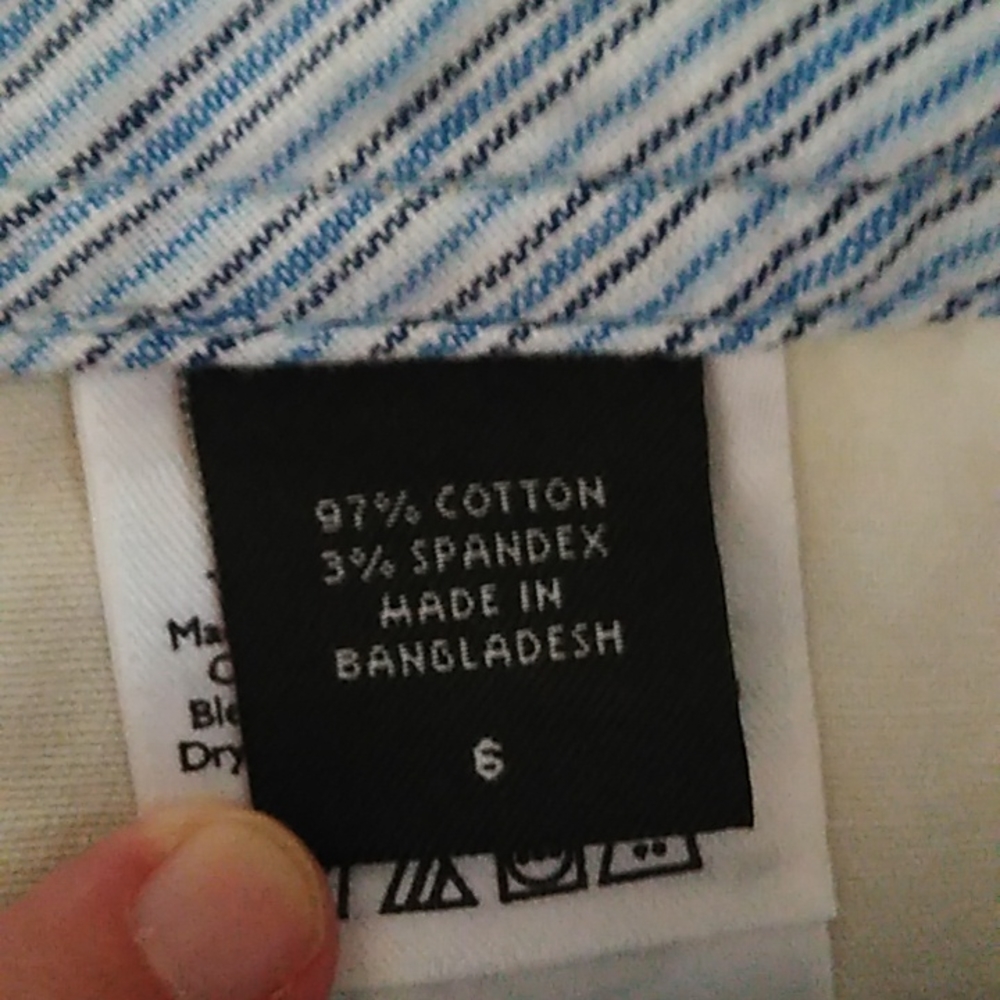 97% COTTON
3% SPANDEX
MADE IN
BANGLADESH
6